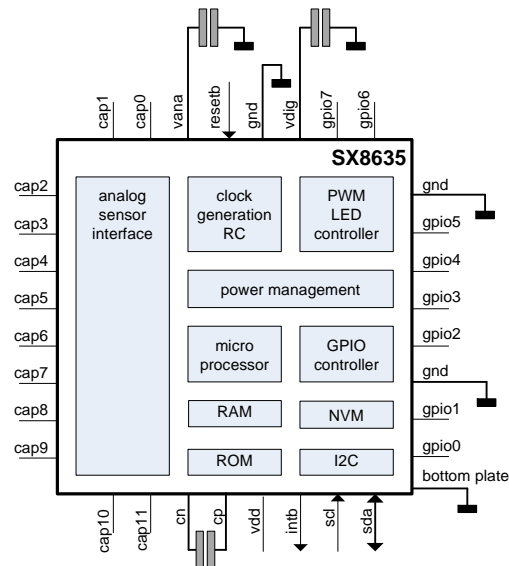 cap1
cap0
vana
resetb
gnd
vdig
gpio7
gpio6
SX8635
cap2
cap3
cap4
cap5
cap6
cap7
cap8
cap9
analog
sensor
interface
clock
generation
RC
PWM
LED
controller
power management
micro
processor
GPIO
controller
RAM
NVM
ROM
I2C
gnd
gpio5
gpio4
gpio3
gpio2
gnd
gpio1
gpio0
bottom plate
cap10
cap11
cn
cp
vdd
intb
scl
sda